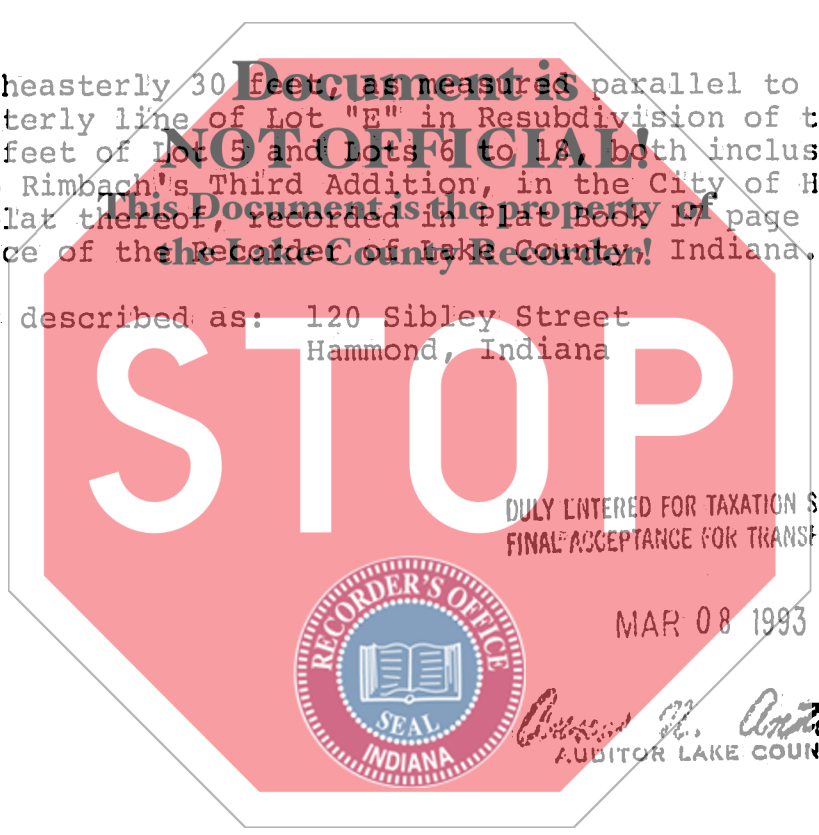 heasterly 30 feet, as measured parallel to
terly line of Lot "E" in Resubdivision of t
feet of Lot 5 and Lots 6 to 18, both inclus
Rimbach's Third Addition, in the City of H
lat thereof, recorded in Plat Book 17 page
ce of the Recorder of Lake County, Indiana.
Document is
NOT OFFICIAL!
This Document is the property of
the Lake County Recorder!
described as: 120 Sibley Street
Hammond, Indiana
STOP
DULY ENTERED FOR TAXATION S
FINAL ACCEPTANCE FOR TRANSF
MAR 08 1993
RECORDER'S OFFICE
SEAL
INDIANA
AUDITOR LAKE COUN